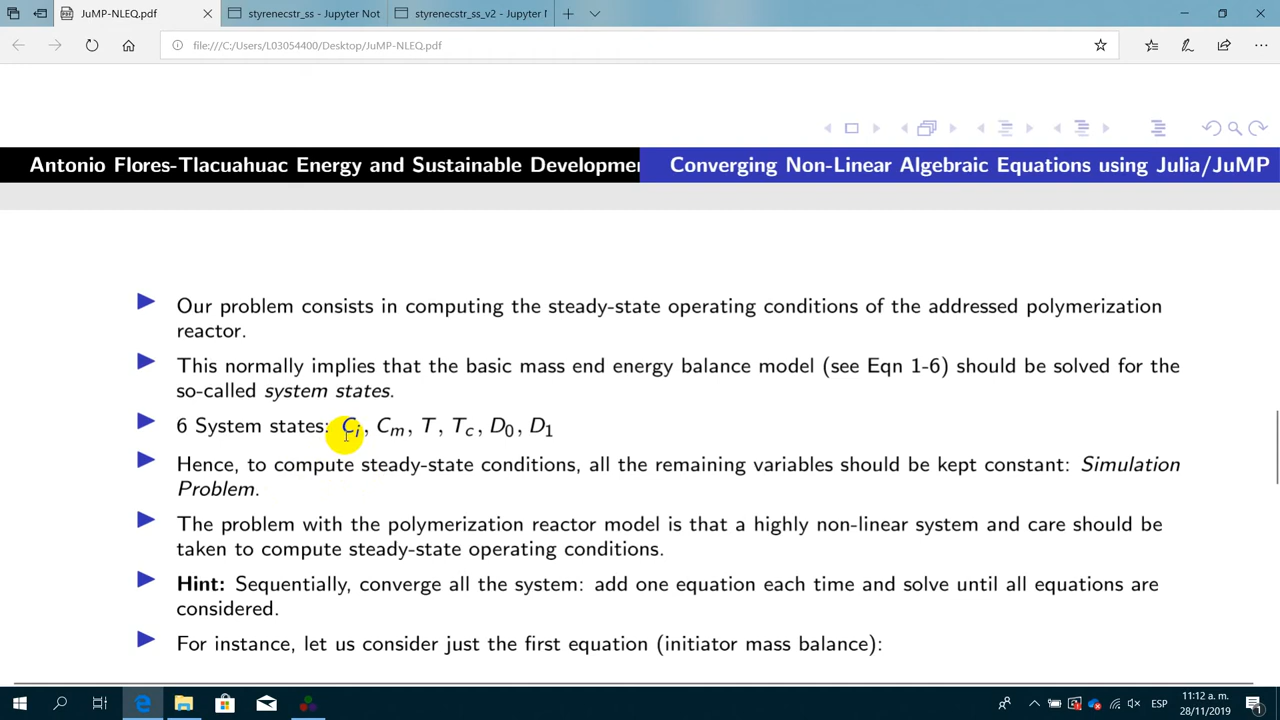 JuMP-NLEQ.pdf
styrenecstr_ss - Jupyter Not
styrenecstr_ss_v2 - Jupyter I
file:///C:/Users/L03054400/Desktop/JuMP-NLEQ.pdf
Antonio Flores-Tlacuahuac Energy and Sustainable Developmen
Converging Non-Linear Algebraic Equations using Julia/JuMP
Our problem consists in computing the steady-state operating conditions of the addressed polymerization
reactor.
This normally implies that the basic mass end energy balance model (see Eqn 1-6) should be solved for the
so-called system states.
6 System states: Ci, Cm, T, Tc, D0, D1
Hence, to compute steady-state conditions, all the remaining variables should be kept constant: Simulation
Problem.
The problem with the polymerization reactor model is that a highly non-linear system and care should be
taken to compute steady-state operating conditions.
Hint: Sequentially, converge all the system: add one equation each time and solve until all equations are
considered.
For instance, let us consider just the first equation (initiator mass balance):
ESP
11:12 a. m.
28/11/2019
1